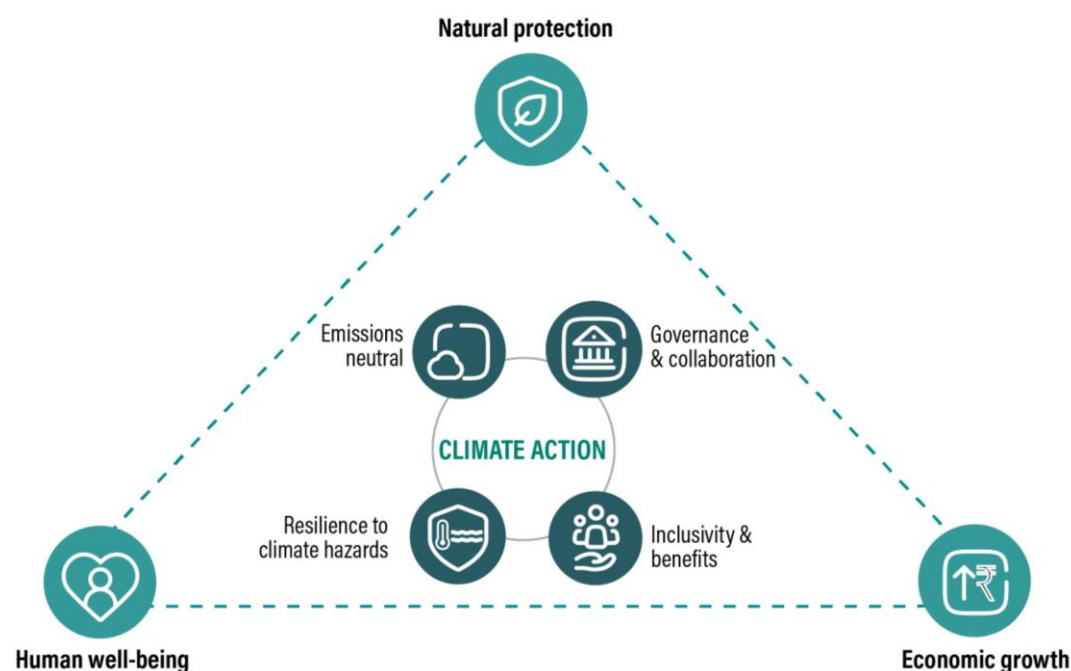 Natural protection
Emissions
neutral
Governance
& collaboration
CLIMATE ACTION
Resilience to
climate hazards
Inclusivity &
benefits
₹
Human well-being
Economic growth